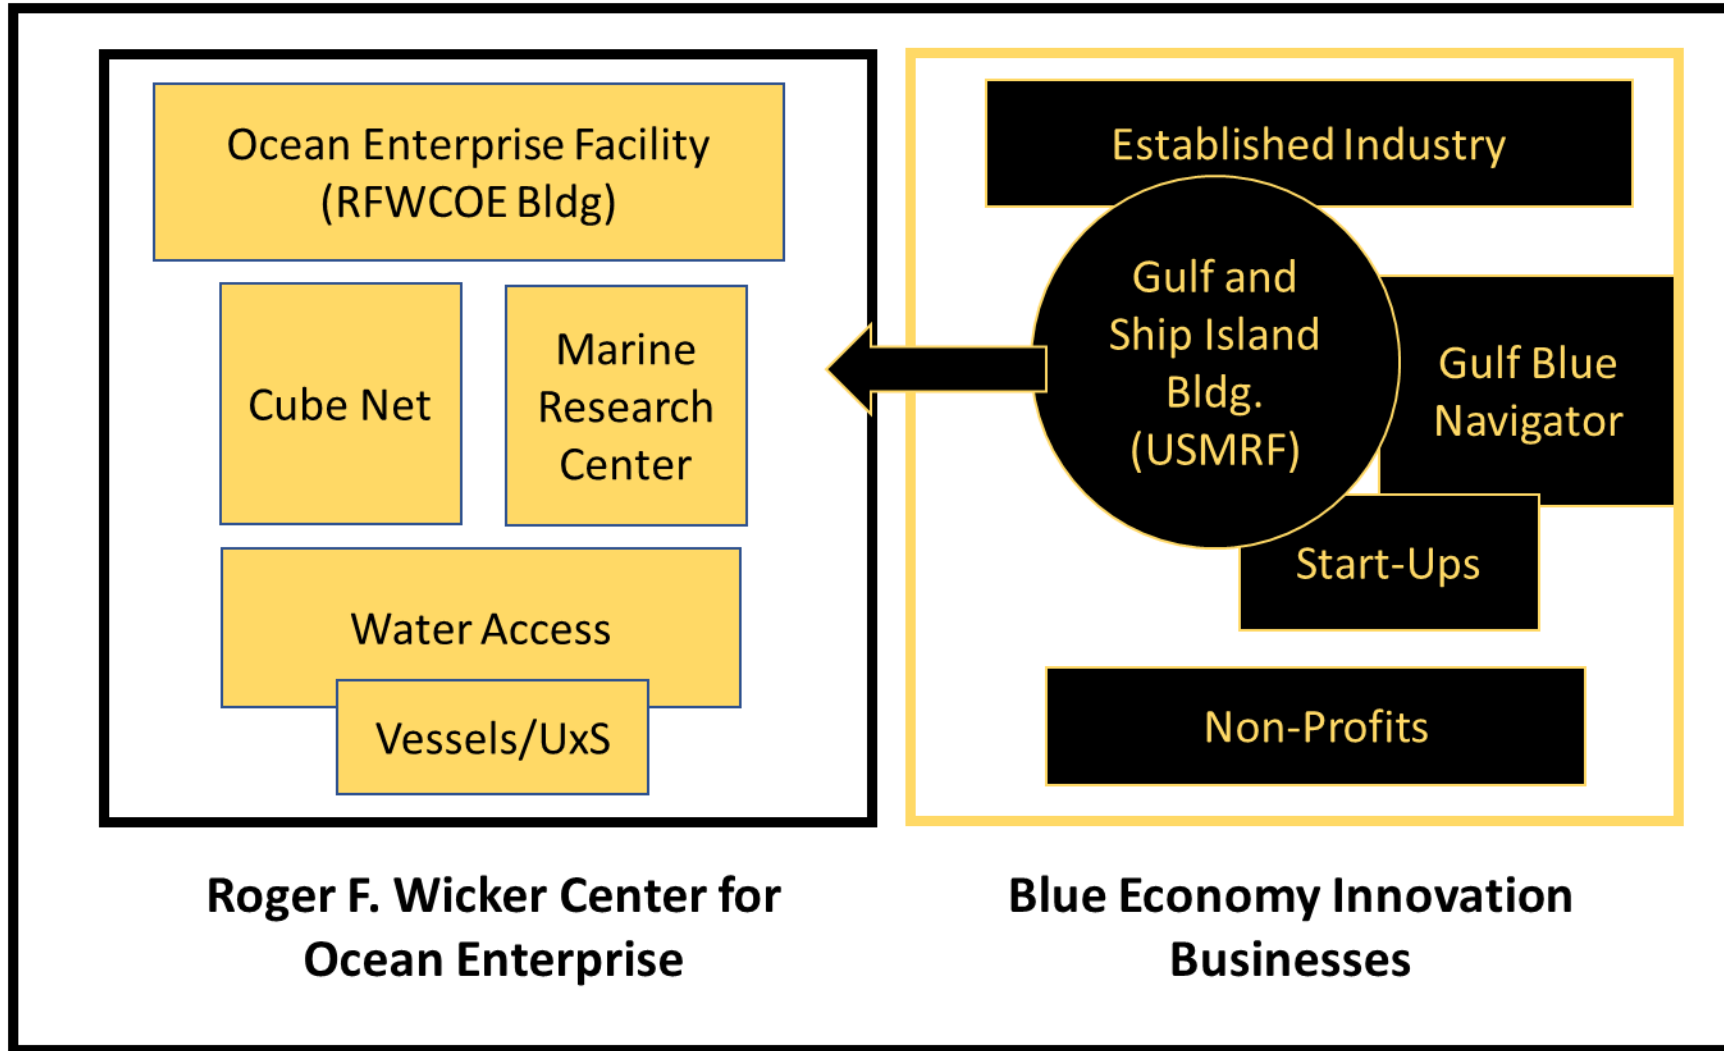 Ocean Enterprise Facility
(RFWCOE Bldg)
Cube Net
Marine
Research
Center
Water Access
Vessels/UxS
Roger F. Wicker Center for
Ocean Enterprise
Established Industry
Gulf and
Ship Island
Bldg.
(USMRF)
Gulf Blue
Navigator
Start-Ups
Non-Profits
Blue Economy Innovation
Businesses